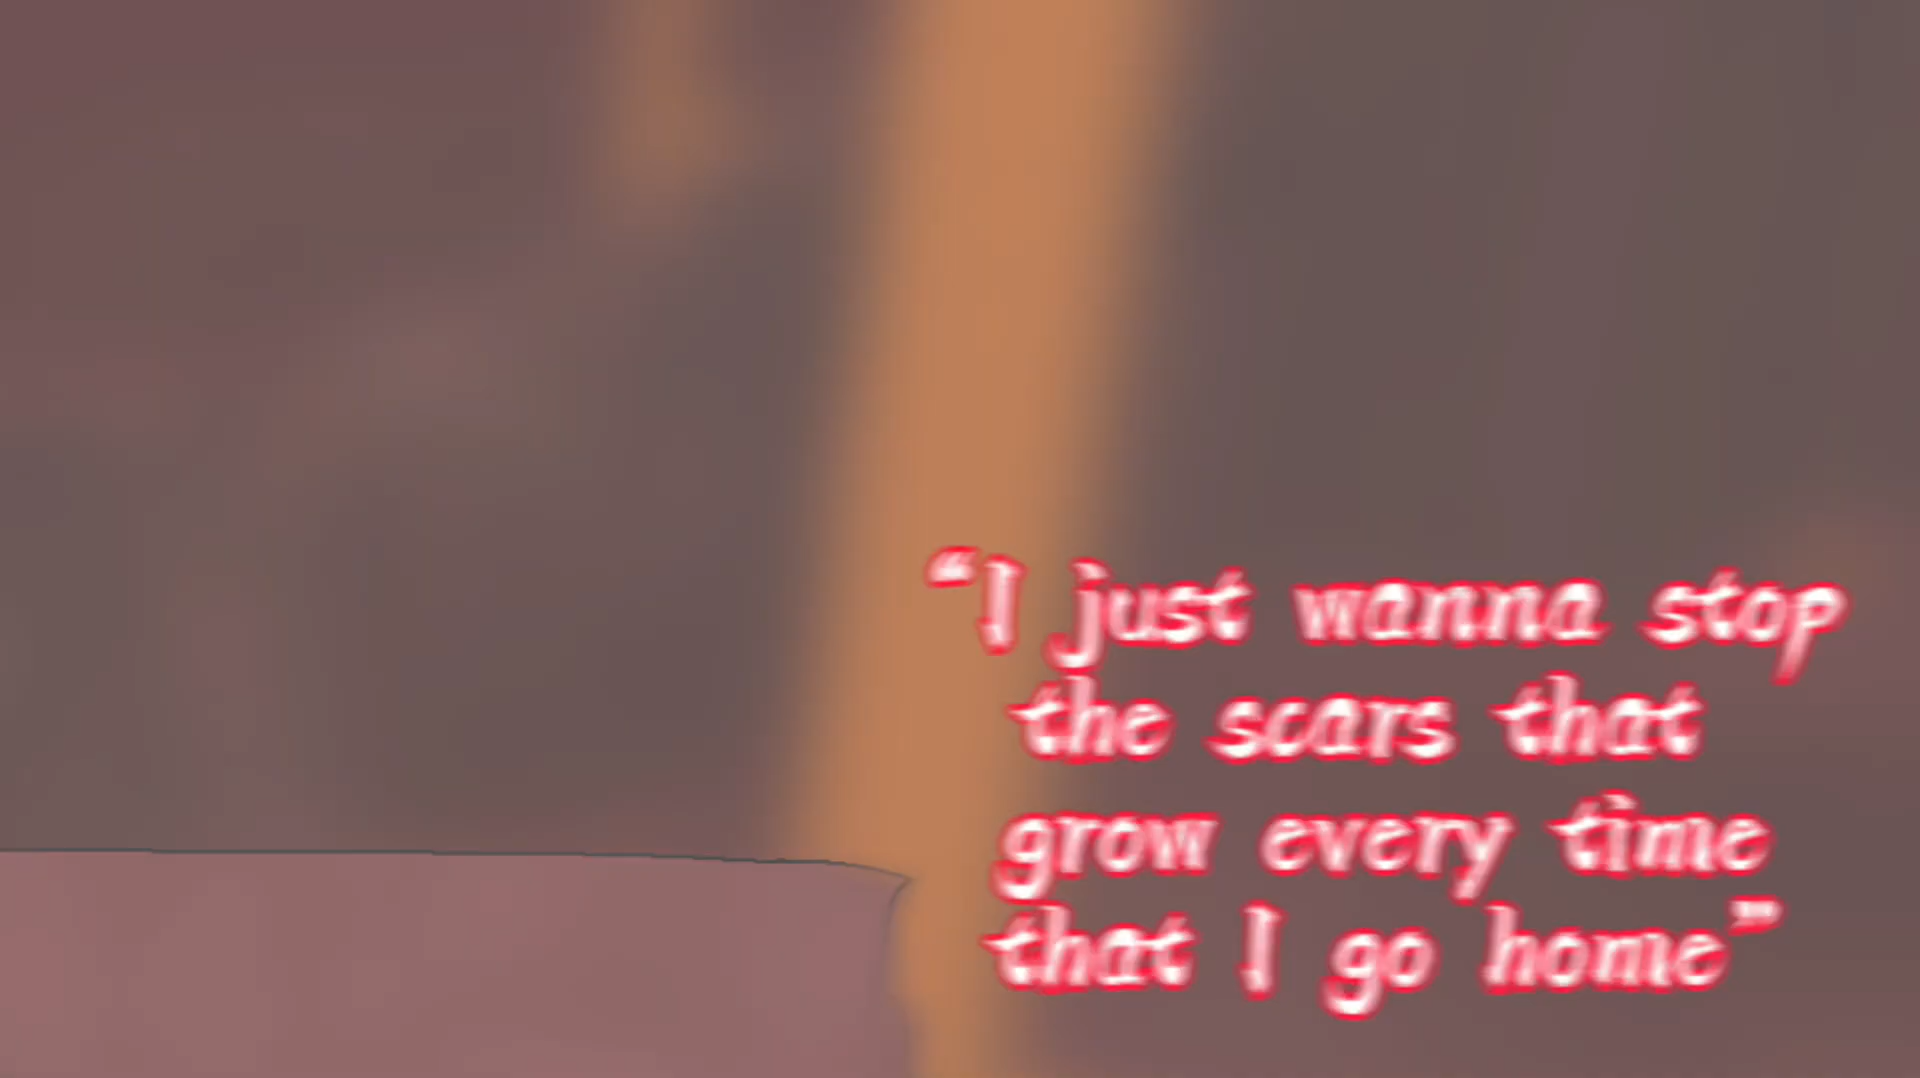 “I just wanna stop
the scars that
grow every time
that I go home”